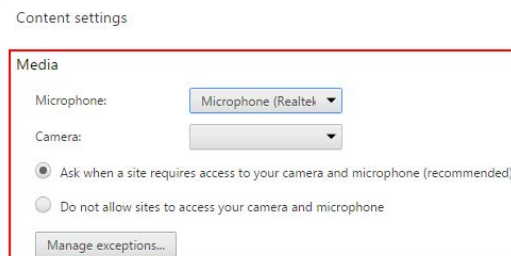 Content settings
Media
Microphone: Microphone (Realtek
Camera:
Ask when a site requires access to your camera and microphone (recommended)
Do not allow sites to access your camera and microphone
Manage exceptions...